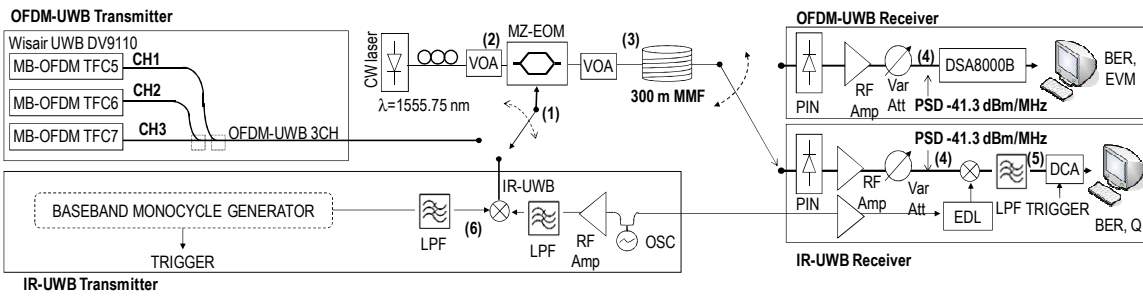 OFDM-UWB Transmitter
Wisair UWB DV9110
MB-OFDM TFC5
CH1
MB-OFDM TFC6
CH2
MB-OFDM TFC7
CH3
OFDM-UWB 3CH
CW laser
λ=1555.75 nm
(2)
VOA
MZ-EOM
(1)
VOA
(3)
300 m MMF
OFDM-UWB Receiver
PIN
RF
Amp
Var
Att
(4)
DSA8000B
BER,
EVM
PSD -41.3 dBm/MHz
PSD -41.3 dBm/MHz
PIN
RF
Amp
Var
Att
(4)
(5)
DCA
EDL
LPF
TRIGGER
BER, Q
IR-UWB Receiver
IR-UWB
BASEBAND MONOCYCLE GENERATOR
TRIGGER
LPF
(6)
LPF
RF
Amp
OSC
IR-UWB Transmitter